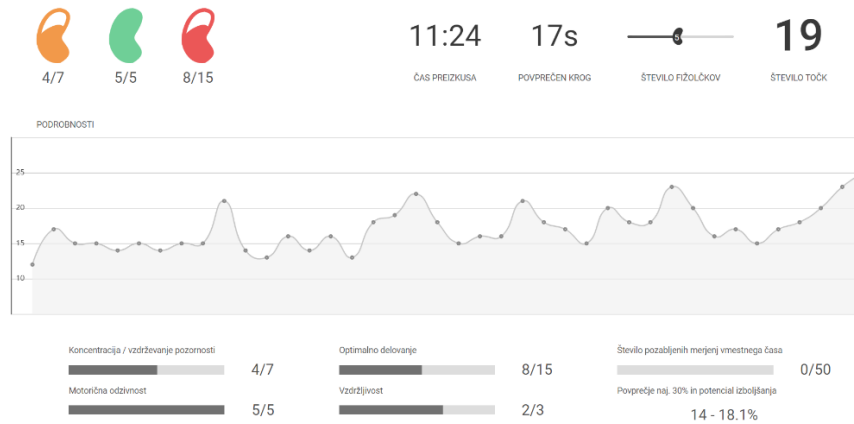 4/7
5/5
8/15
11:24
17s
5
19
ČAS PREIZKUSA
POVPREČEN KROG
ŠTEVILO FIŽOLČKOV
ŠTEVILO TOČK
PODROBNOSTI
25
20
15
10
Koncentracija / vzdrževanje pozornosti
4/7
Motorična odzivnost
5/5
Optimalno delovanje
8/15
Vzdržljivost
2/3
Število pozabljenih merjenj vmestnega časa
0/50
Povprečje naj. 30% in potencial izboljšanja
14 - 18.1%